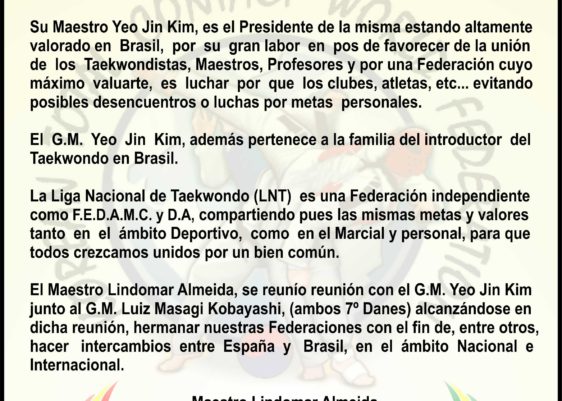 Su Maestro Yeo Jin Kim, es el Presidente de la misma estando altamente
valorado en Brasil, por su gran labor en pos de favorecer de la unión
de los Taekwondistas, Maestros, Profesores y por una Federación cuyo
máximo valuarte, es luchar por que los clubes, atletas, etc... evitando
posibles desencuentros o luchas por metas personales.
El G.M. Yeo Jin Kim, además pertenece a la familia del introductor del
Taekwondo en Brasil.
La Liga Nacional de Taekwondo (LNT) es una Federación independiente
como F.E.D.A.M.C. y D.A, compartiendo pues las mismas metas y valores
tanto en el ámbito Deportivo, como en el Marcial y personal, para que
todos crezcamos unidos por un bien común.
El Maestro Lindomar Almeida, se reunío reunión con el G.M. Yeo Jin Kim
junto al G.M. Luiz Masagi Kobayashi, (ambos 7º Danes) alcanzándose en
dicha reunión, hermanar nuestras Federaciones con el fin de, entre otros,
hacer intercambios entre España y Brasil, en el ámbito Nacional e
Internacional.
Maestro Lindomar Almeida